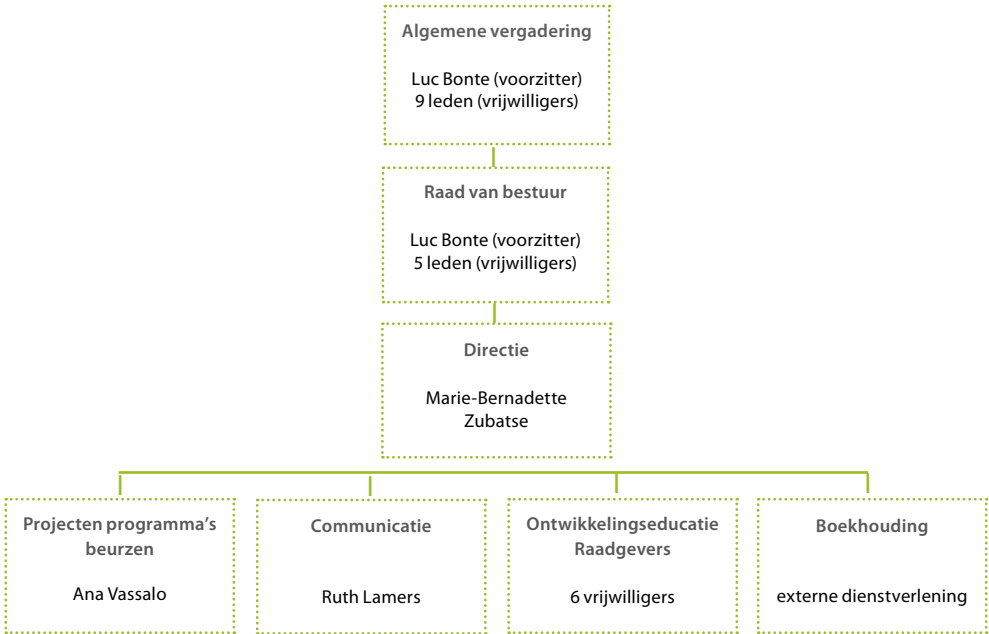 Algemene vergadering
Luc Bonte (voorzitter)
9 leden (vrijwilligers)
Raad van bestuur
Luc Bonte (voorzitter)
5 leden (vrijwilligers)
Directie
Marie-Bernadette
Zubatse
Projecten programma's
beurzen
Ana Vassalo
Communicatie
Ruth Lamers
Ontwikkelingseducatie
Raadgevers
6 vrijwilligers
Boekhouding
externe dienstverlening